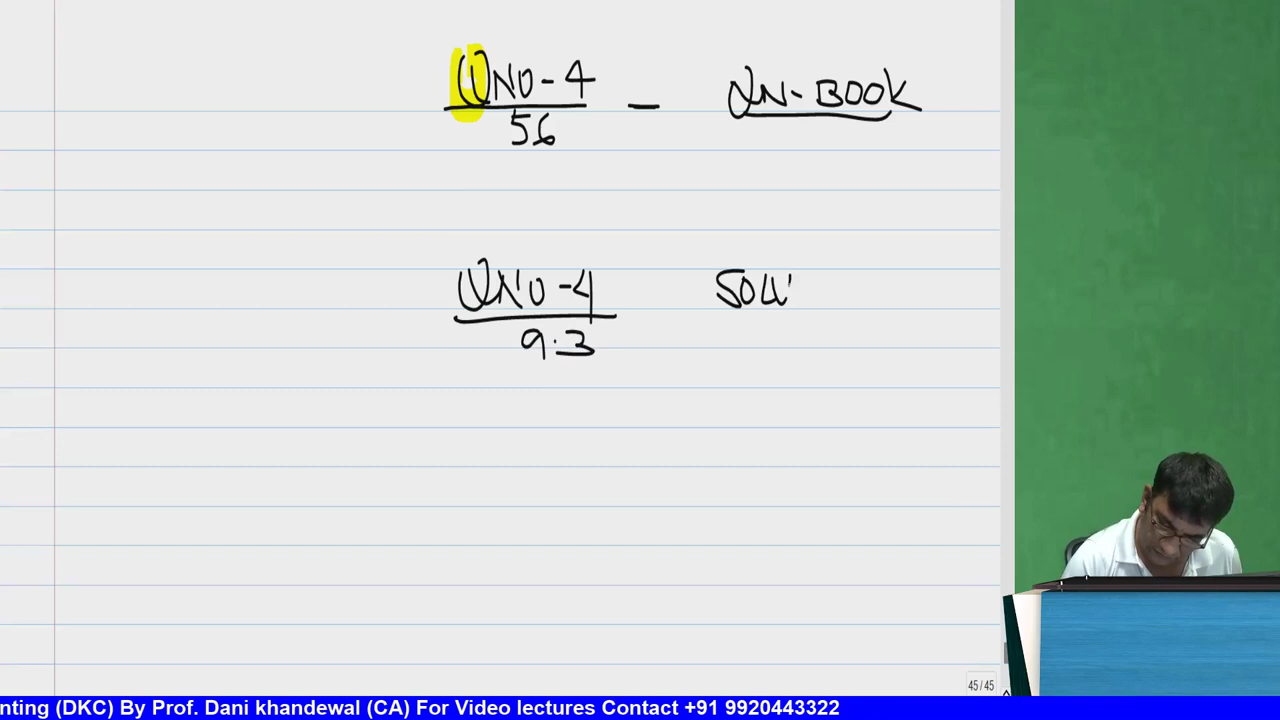 QNO-4 - QN-BOOK
56
QNO-4 SOLU
9.3
45/45
nting (DKC) By Prof. Dani khandewal (CA) For Video lectures Contact +91 9920443322